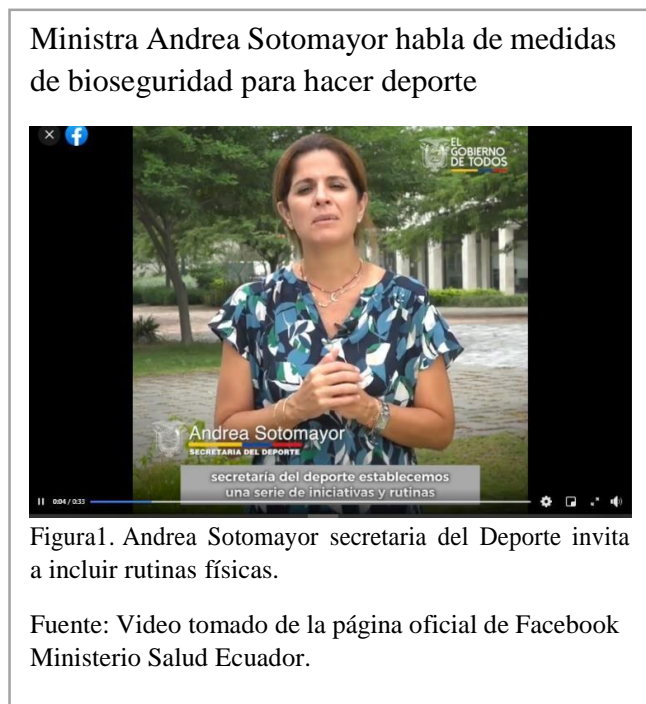 Ministra Andrea Sotomayor habla de medidas
de bioseguridad para hacer deporte
EL
GOBIERNO
DE TODOS
Andrea Sotomayor
SECRETARIA DEL DEPORTE
secretaría del deporte establecemos
una serie de iniciativas y rutinas
0:04 / 0:33
Figura1. Andrea Sotomayor secretaria del Deporte invita
a incluir rutinas físicas.
Fuente: Video tomado de la página oficial de Facebook
Ministerio Salud Ecuador.